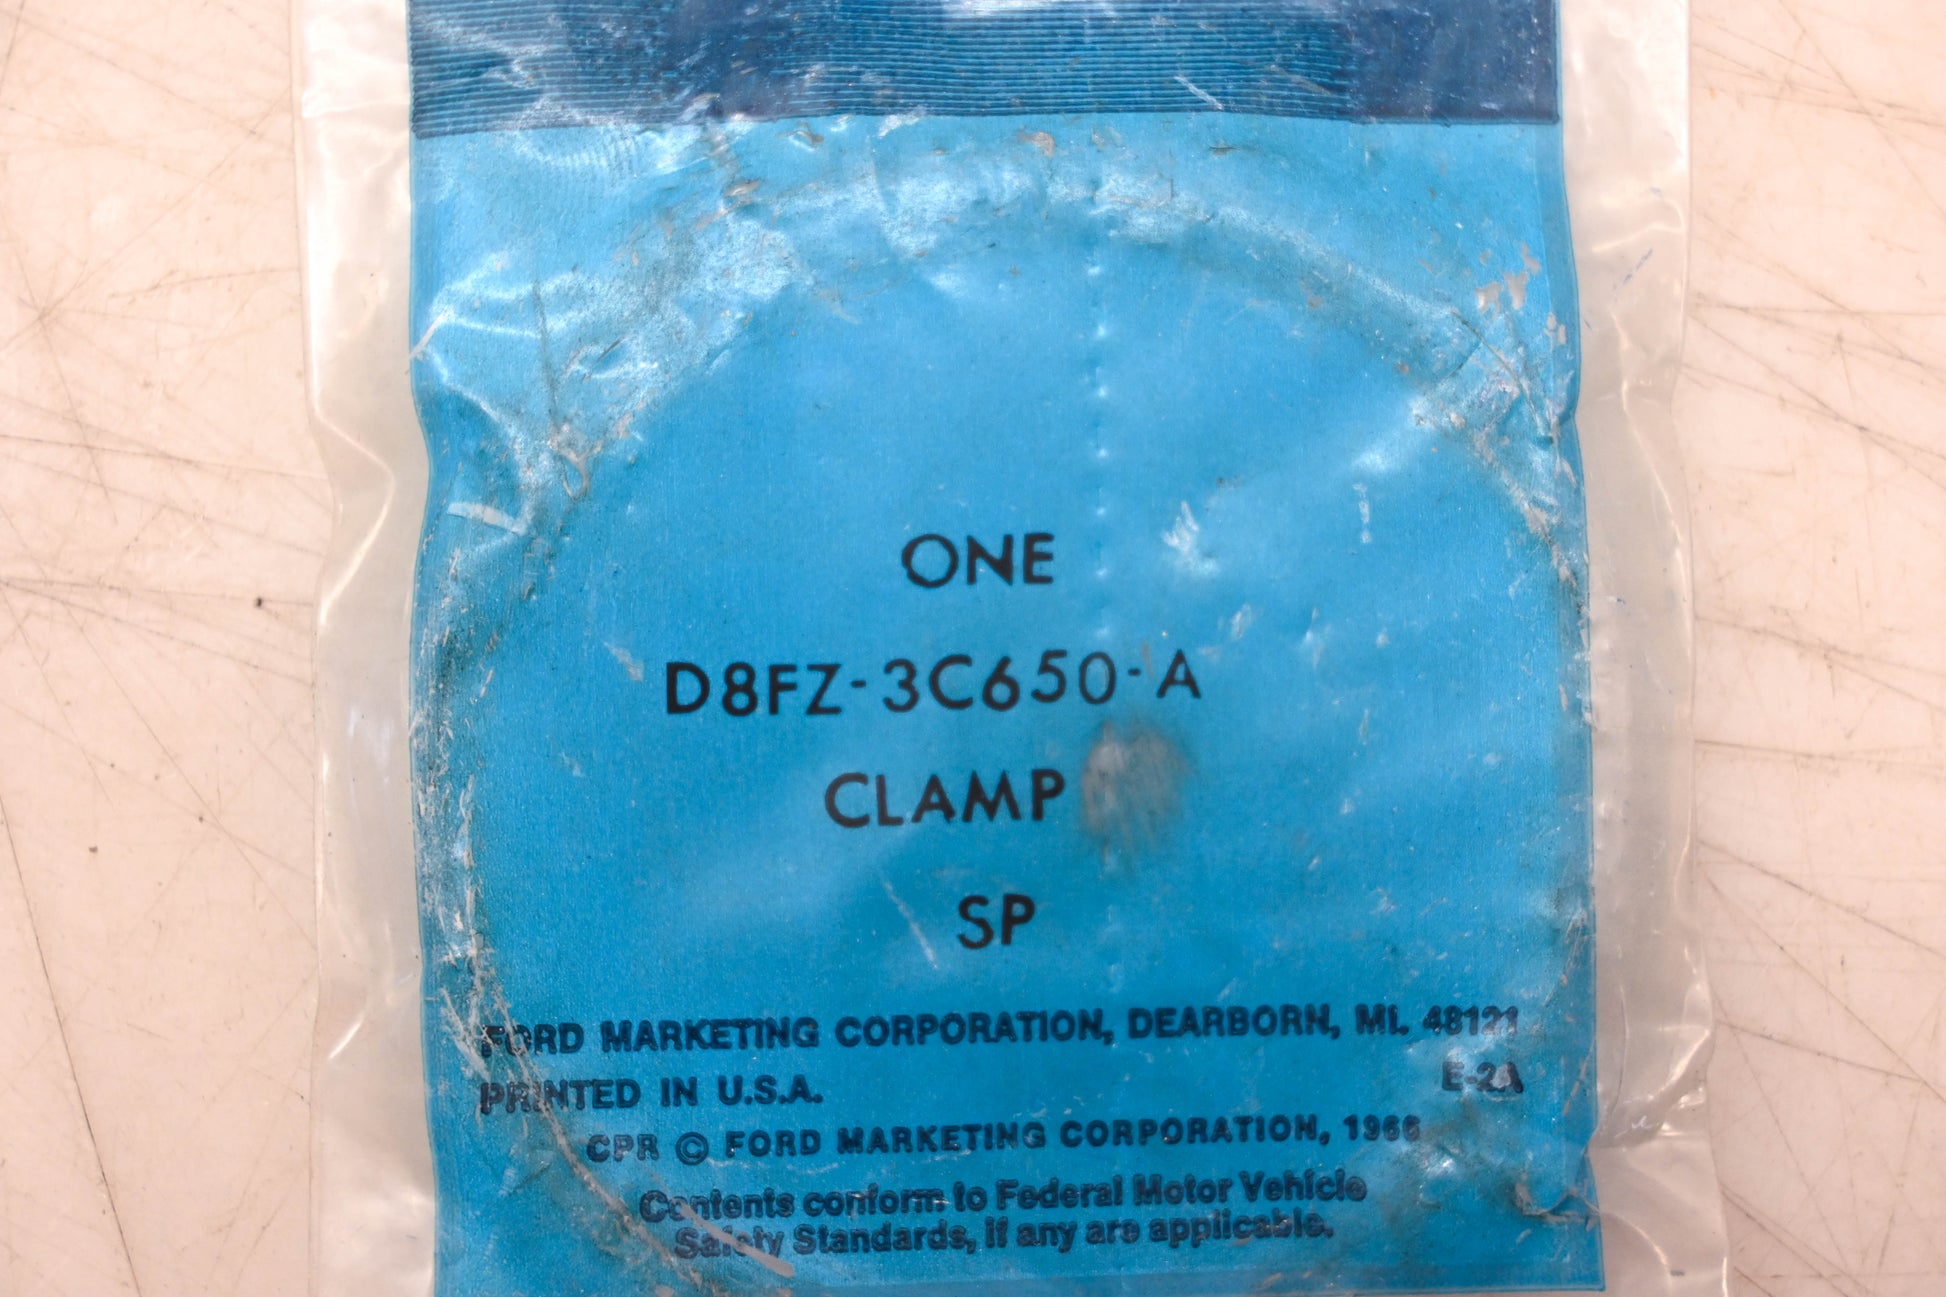 ONE
D8FZ-3C650-A
CLAMP
SP
FORD MARKETING CORPORATION, DEARBORN, MI. 48121
E-2A
PRINTED IN U.S.A.
CPR © FORD MARKETING CORPORATION, 1966
Contents conform to Federal Motor Vehicle
Safety Standards, if any are applicable.